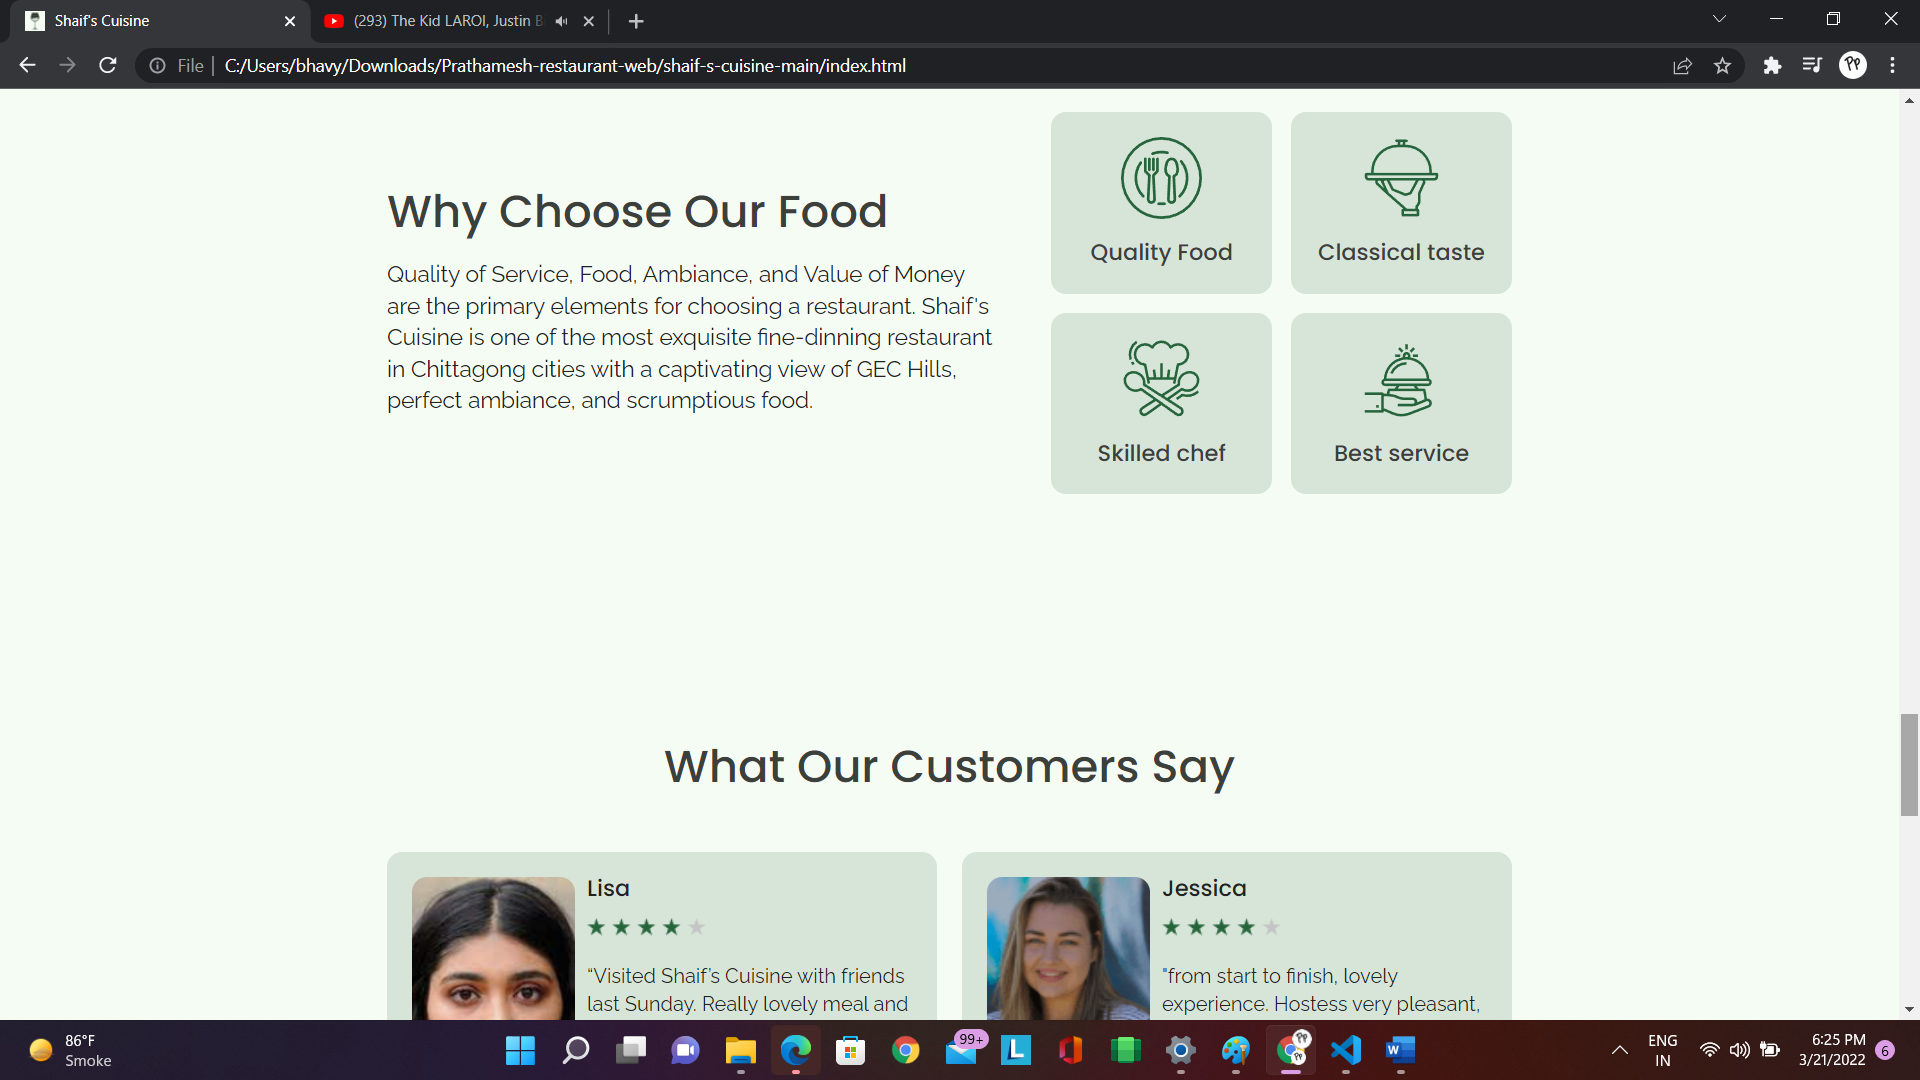 Shaif's Cuisine
(293) The Kid LAROI, Justin B
File
C:/Users/bhavy/Downloads/Prathamesh-restaurant-web/shaif-s-cuisine-main/index.html
Why Choose Our Food
Quality of Service, Food, Ambiance, and Value of Money
are the primary elements for choosing a restaurant. Shaif's
Cuisine is one of the most exquisite fine-dinning restaurant
in Chittagong cities with a captivating view of GEC Hills,
perfect ambiance, and scrumptious food.
Quality Food
Classical taste
Skilled chef
Best service
What Our Customers Say
Lisa
“Visited Shaif’s Cuisine with friends
last Sunday. Really lovely meal and
Jessica
"from start to finish, lovely
experience. Hostess very pleasant,
86°F
Smoke
99+
ENG
IN
6:25 PM
3/21/2022
6